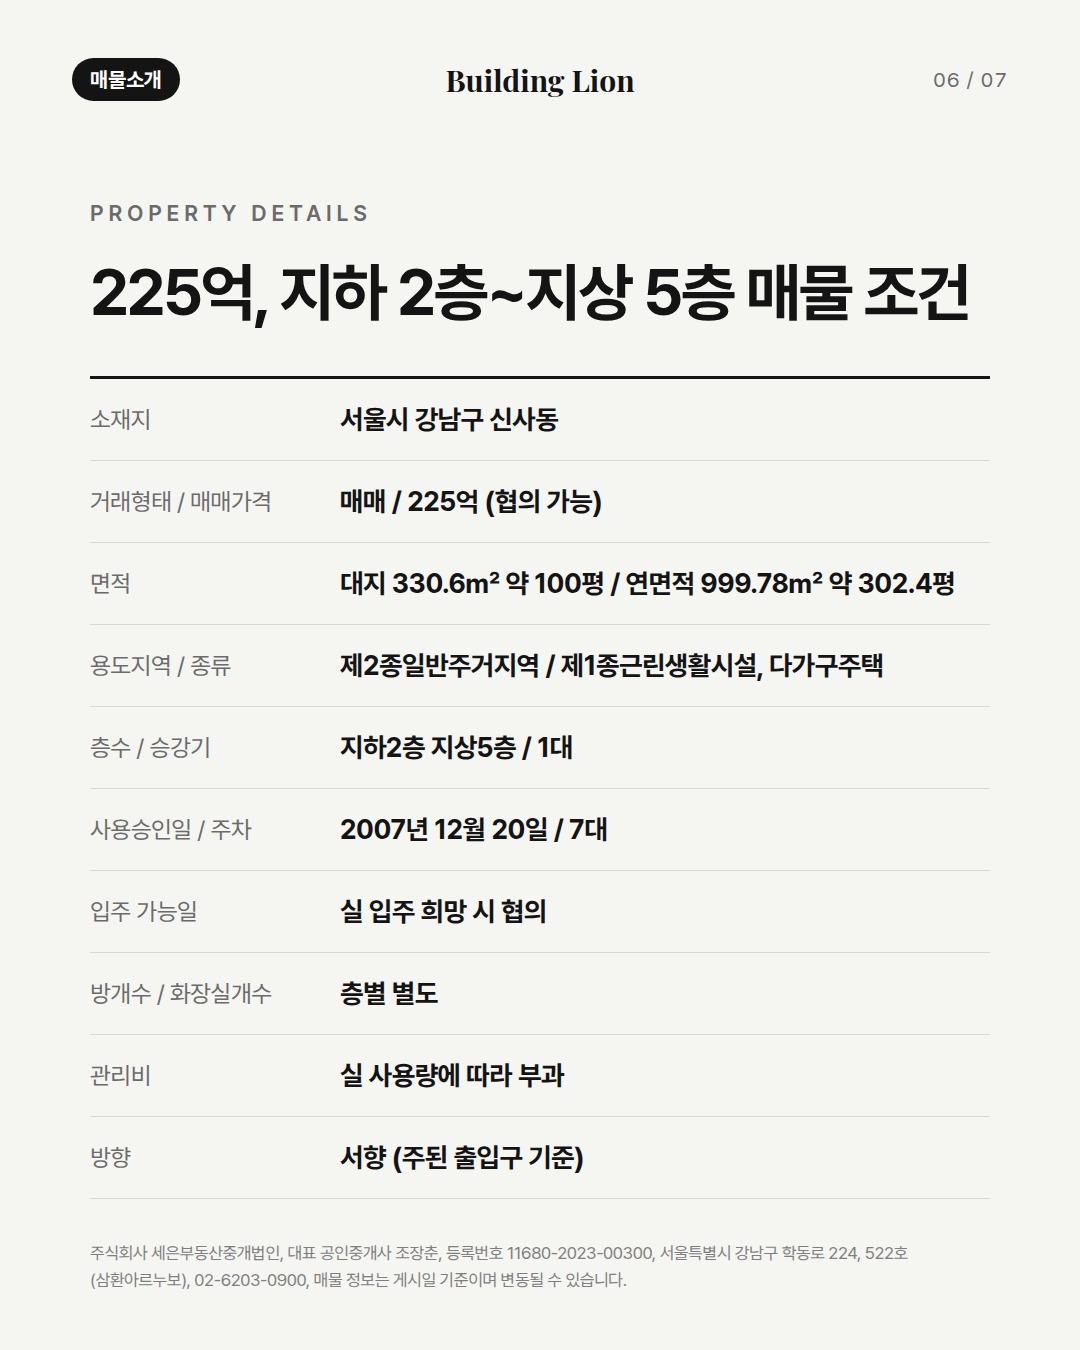 매물소개
Building Lion
06 / 07
PROPERTY DETAILS
225억, 지하 2층~지상 5층 매물 조건
소재지 서울시 강남구 신사동
거래형태 / 매매가격 매매 / 225억 (협의 가능)
면적 대지 330.6m² 약 100평 / 연면적 999.78m² 약 302.4평
용도지역 / 종류 제2종일반주거지역 / 제1종근린생활시설, 다가구주택
층수 / 승강기 지하2층 지상5층 / 1대
사용승인일 / 주차 2007년 12월 20일 / 7대
입주 가능일 실 입주 희망 시 협의
방개수 / 화장실개수 층별 별도
관리비 실 사용량에 따라 부과
방향 서향 (주된 출입구 기준)
주식회사 세은부동산중개법인, 대표 공인중개사 조장춘, 등록번호 11680-2023-00300, 서울특별시 강남구 학동로 224, 522호
(삼환아르누보), 02-6203-0900, 매물 정보는 게시일 기준이며 변동될 수 있습니다.